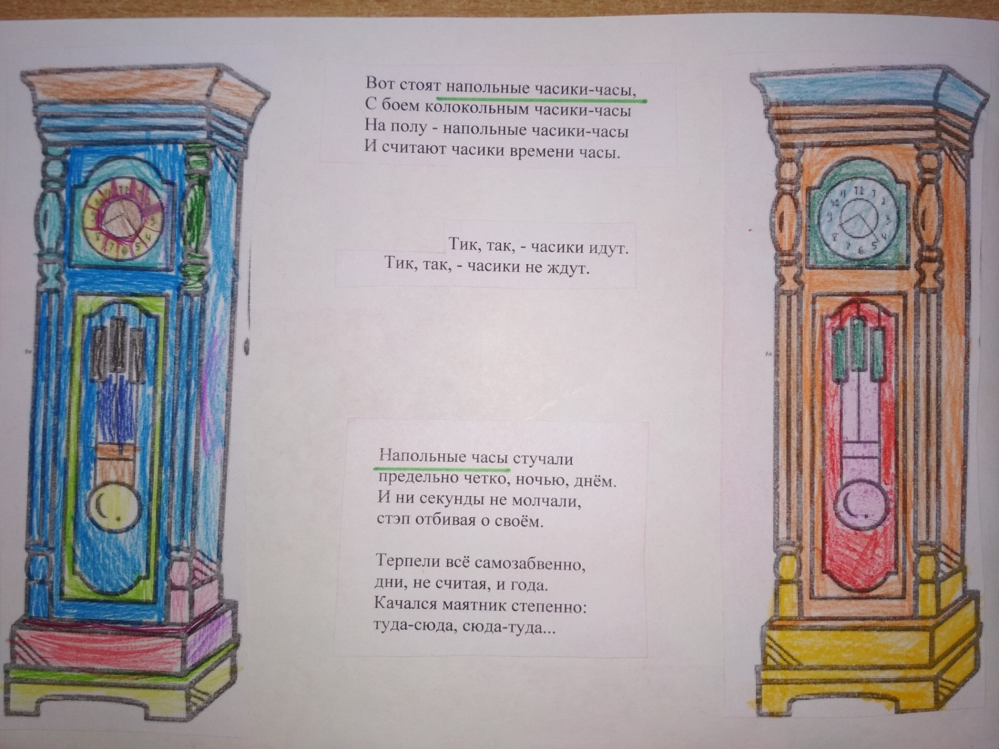 Вот стоят напольные часики-часы,
С боем колокольным часики-часы
На полу - напольные часики-часы
И считают часики времени часы.
Тик, так, - часики идут.
Тик, так, - часики не ждут.
Напольные часы стучали
предельно четко, ночью, днём.
И ни секунды не молчали,
стэп отбивая о своём.
Терпели всё самозабвенно,
дни, не считая, и года.
Качался маятник степенно:
туда-сюда, сюда-туда...